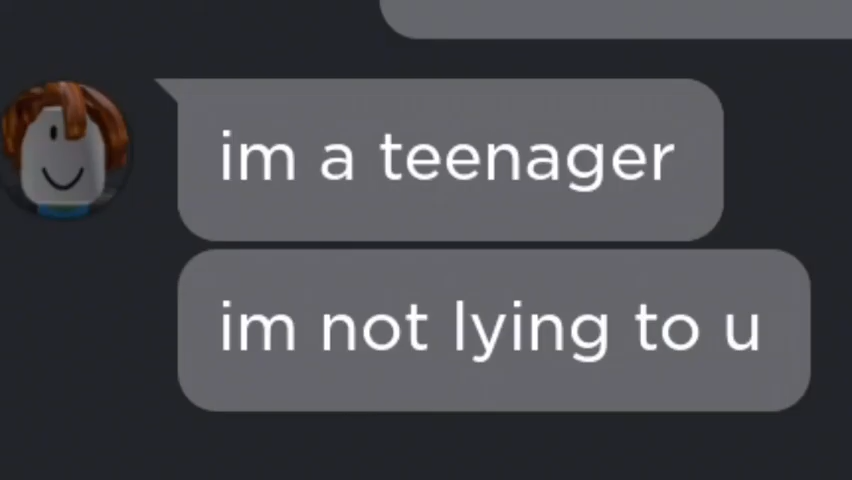 im a teenager
im not lying to u